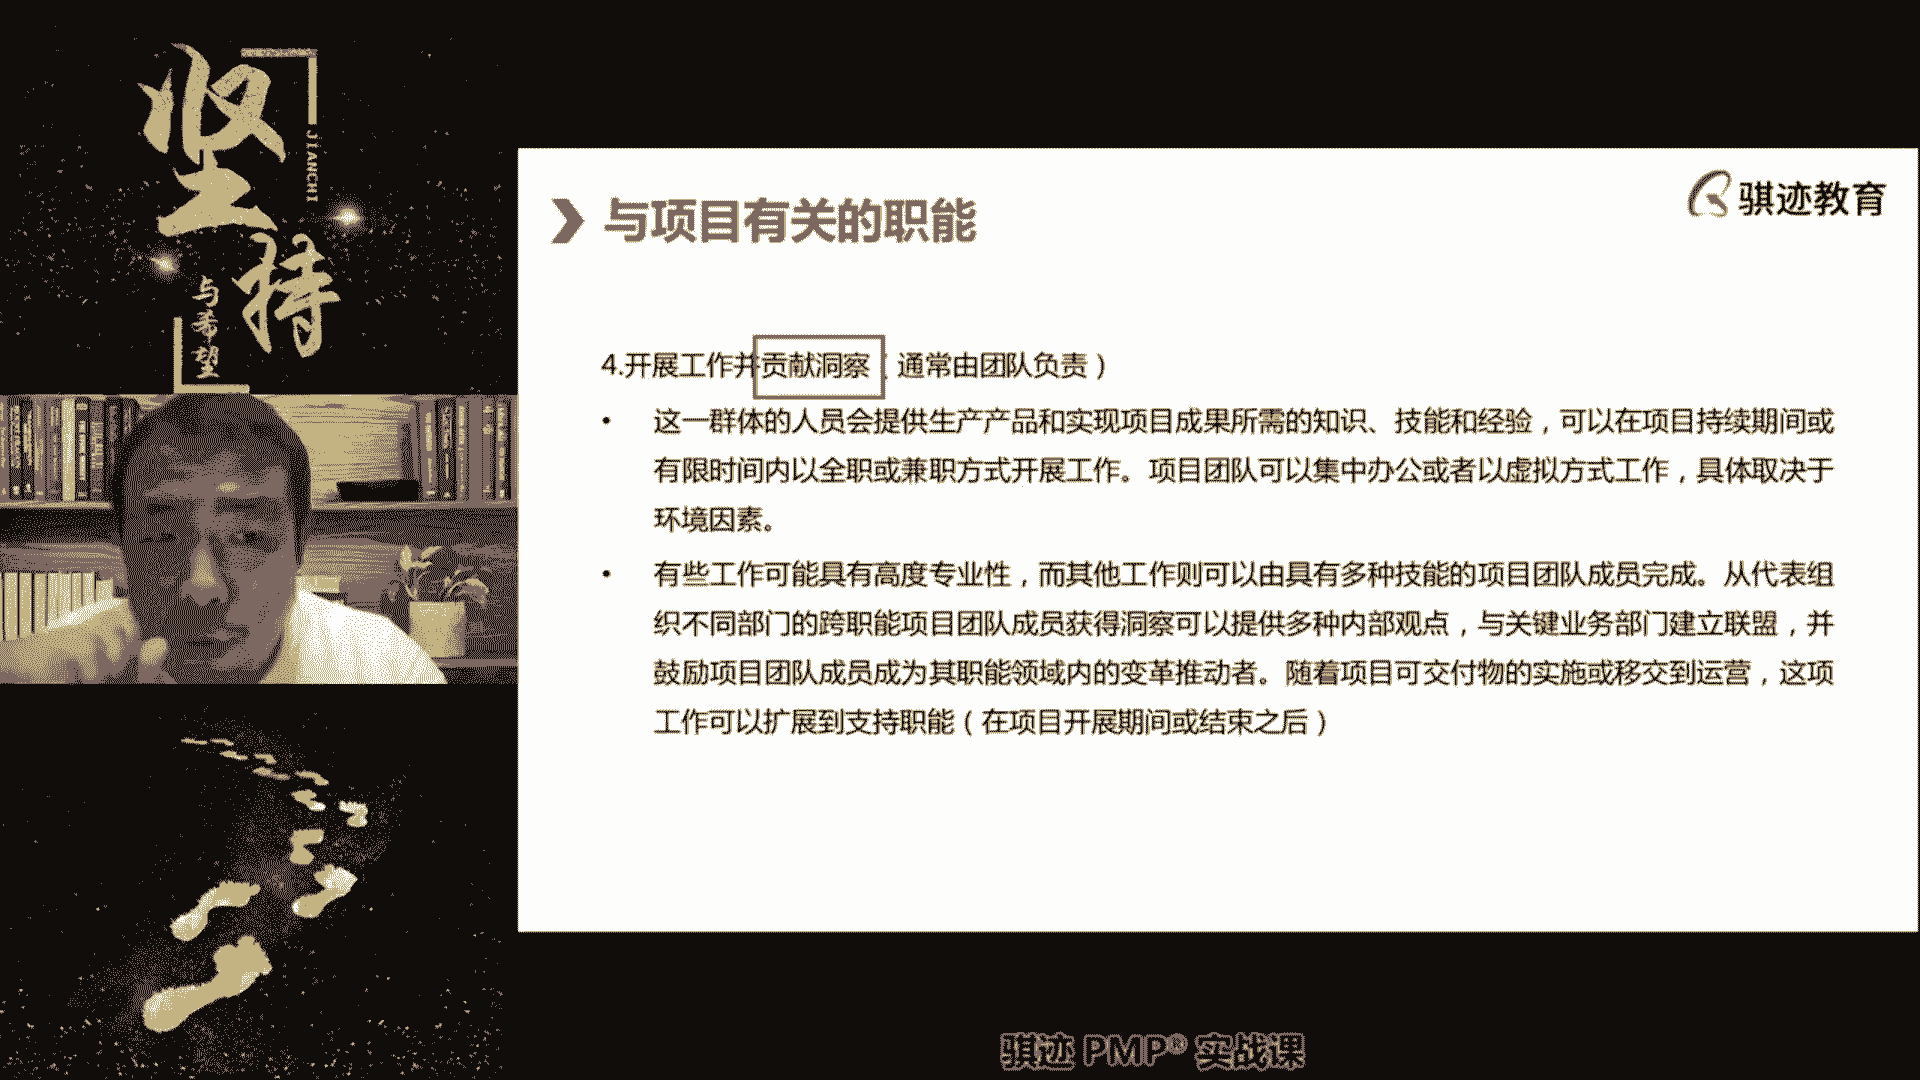 坚持
JIANCHI
与希望
骐迹教育
与项目有关的职能
4.开展工作并贡献洞察 通常由团队负责）
• 这一群体的人员会提供生产产品和实现项目成果所需的知识、技能和经验，可以在项目持续期间或
有限时间内以全职或兼职方式开展工作。项目团队可以集中办公或者以虚拟方式工作，具体取决于
环境因素。
• 有些工作可能具有高度专业性，而其他工作则可以由具有多种技能的项目团队成员完成。从代表组
织不同部门的跨职能项目团队成员获得洞察可以提供多种内部观点，与关键业务部门建立联盟，并
鼓励项目团队成员成为其职能领域内的变革推动者。随着项目可交付物的实施或移交到运营，这项
工作可以扩展到支持职能（在项目开展期间或结束之后）
骐迹 PMP® 实战课